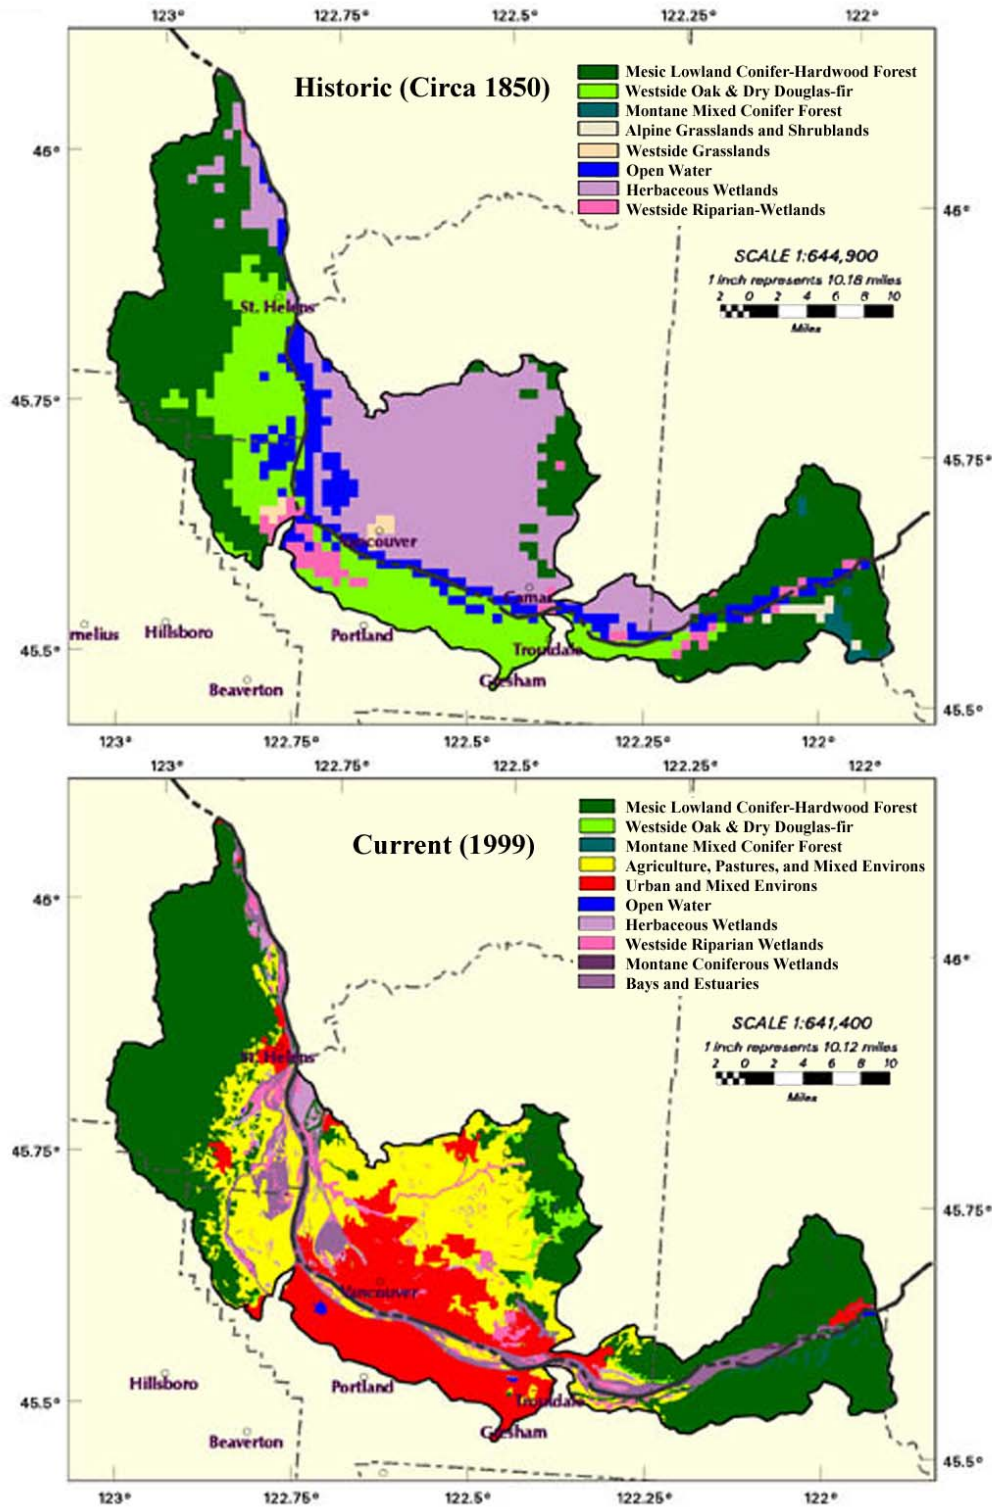 123° 122.75° 122.5° 122.25° 122°
Historic (Circa 1850)
Mesic Lowland Conifer-Hardwood Forest
Westside Oak & Dry Douglas-fir
Montane Mixed Conifer Forest
Alpine Grasslands and Shrublands
Westside Grasslands
Open Water
Herbaceous Wetlands
Westside Riparian-Wetlands
46°
46°
SCALE 1:644,900
1 inch represents 10.18 miles
2 0 2 4 6 8 10
Miles
St. Helens
45.75°
45.75°
Vancouver
Camas
rnelius
Hillsboro
Portland
Troutdale
45.5°
Gresham
Beaverton
45.5°
123° 122.75° 122.5° 122.25° 122°
123° 122.75° 122.5° 122.25° 122°
Current (1999)
Mesic Lowland Conifer-Hardwood Forest
Westside Oak & Dry Douglas-fir
Montane Mixed Conifer Forest
Agriculture, Pastures, and Mixed Environs
Urban and Mixed Environs
Open Water
Herbaceous Wetlands
Westside Riparian Wetlands
Montane Coniferous Wetlands
Bays and Estuaries
46°
46°
SCALE 1:641,400
1 inch represents 10.12 miles
2 0 2 4 6 8 10
Miles
St. Helens
45.75°
45.75°
Vancouver
Hillsboro
Portland
Troutdale
45.5°
Gresham
Beaverton
45.5°
123° 122.75° 122.5° 122.25° 122°